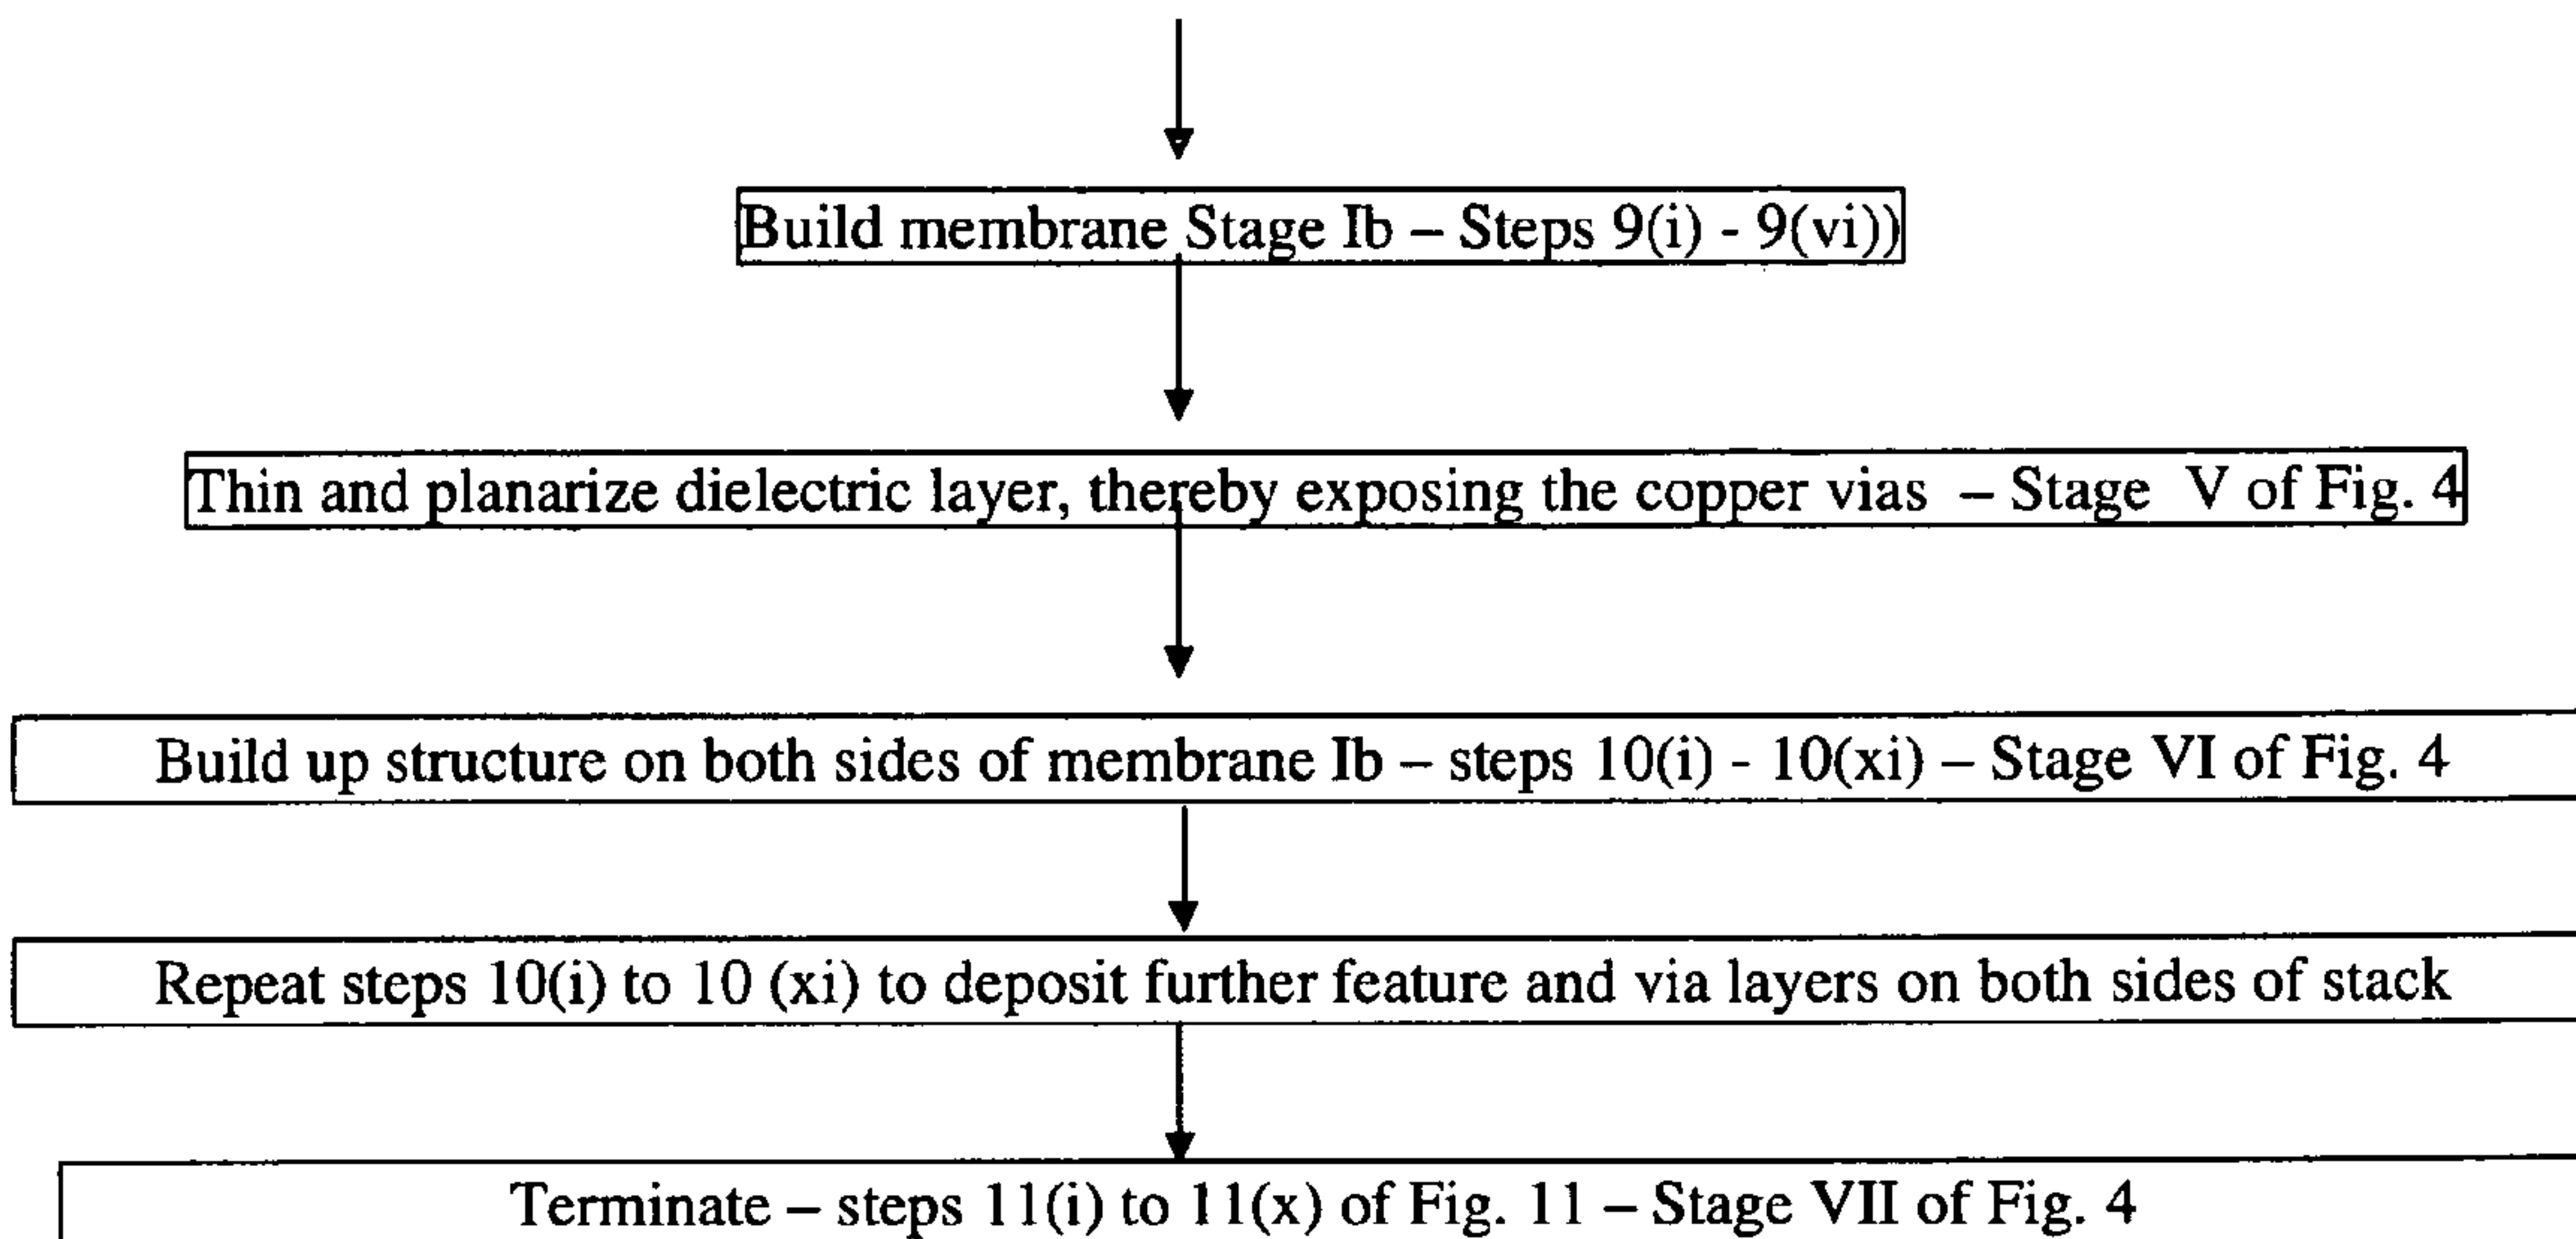 Build membrane Stage Ib – Steps 9(i) - 9(vi))
Thin and planarize dielectric layer, thereby exposing the copper vias – Stage V of Fig. 4
Build up structure on both sides of membrane Ib – steps 10(i) - 10(xi) – Stage VI of Fig. 4
Repeat steps 10(i) to 10 (xi) to deposit further feature and via layers on both sides of stack
Terminate – steps 11(i) to 11(x) of Fig. 11 – Stage VII of Fig. 4